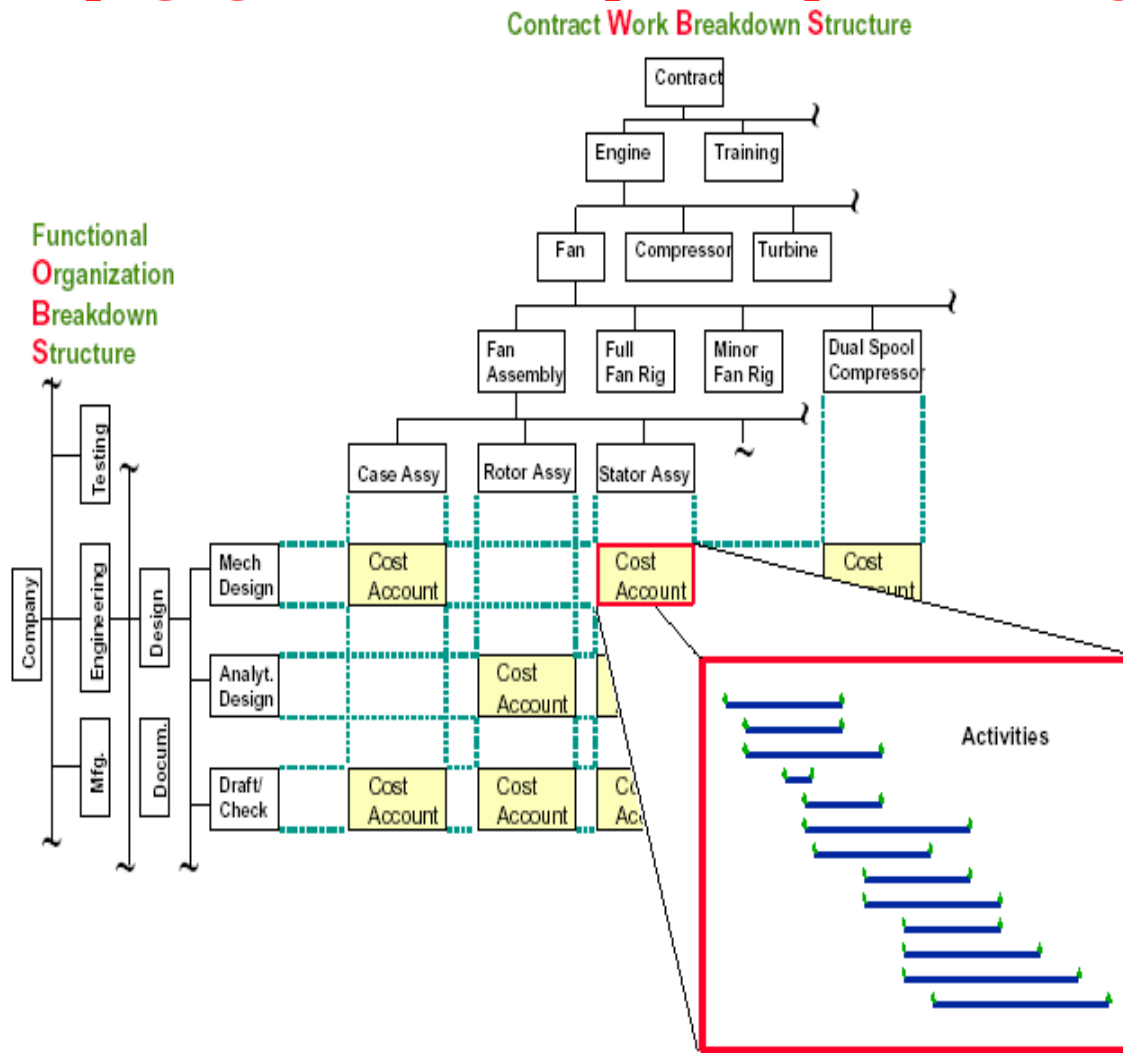 Contract Work Breakdown Structure
Contract
Engine
Training
Fan
Compressor
Turbine
Functional
Organization
Breakdown
Structure
Fan
Assembly
Full
Fan Rig
Minor
Fan Rig
Dual Spool
Compressor
Case Assy
Rotor Assy
Stator Assy
Company
Testing
Engineering
Mfg.
Design
Docum.
Mech
Design
Cost
Account
Cost
Account
Cost
Account
Analyt.
Design
Cost
Account
Draft/
Check
Cost
Account
Cost
Account
Activities